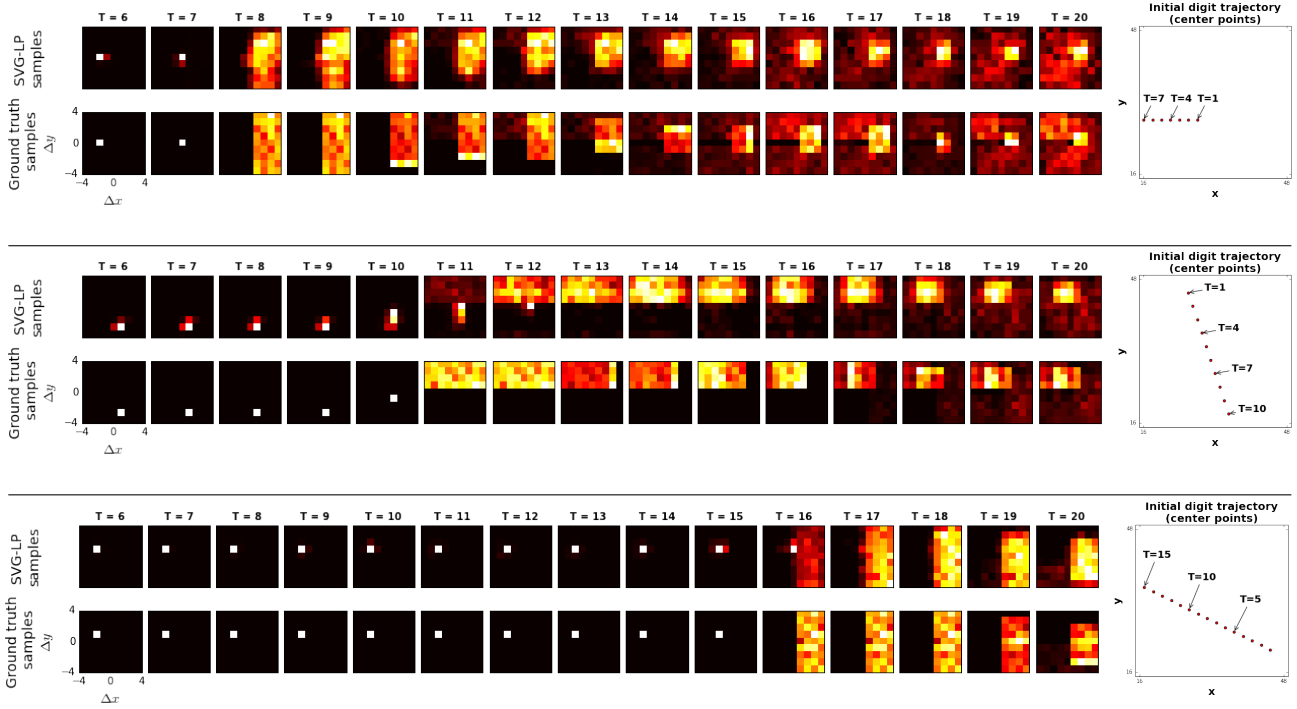 T = 6 T = 7 T = 8 T = 9 T = 10 T = 11 T = 12 T = 13 T = 14 T = 15 T = 16 T = 17 T = 18 T = 19 T = 20
SVG-LP
samples
Ground truth
samples
Δy
4
0
−4
−4 0 4
Δx
Initial digit trajectory
(center points)
48
y
T=7 T=4 T=1
16
16 48
x
T = 6 T = 7 T = 8 T = 9 T = 10 T = 11 T = 12 T = 13 T = 14 T = 15 T = 16 T = 17 T = 18 T = 19 T = 20
SVG-LP
samples
Ground truth
samples
Δy
4
0
−4
−4 0 4
Δx
Initial digit trajectory
(center points)
48
T=1
T=4
y
T=7
T=10
16
16 48
x
T = 6 T = 7 T = 8 T = 9 T = 10 T = 11 T = 12 T = 13 T = 14 T = 15 T = 16 T = 17 T = 18 T = 19 T = 20
SVG-LP
samples
Ground truth
samples
Δy
4
0
−4
−4 0 4
Δx
Initial digit trajectory
(center points)
48
T=15
T=10
T=5
y
16
16 48
x